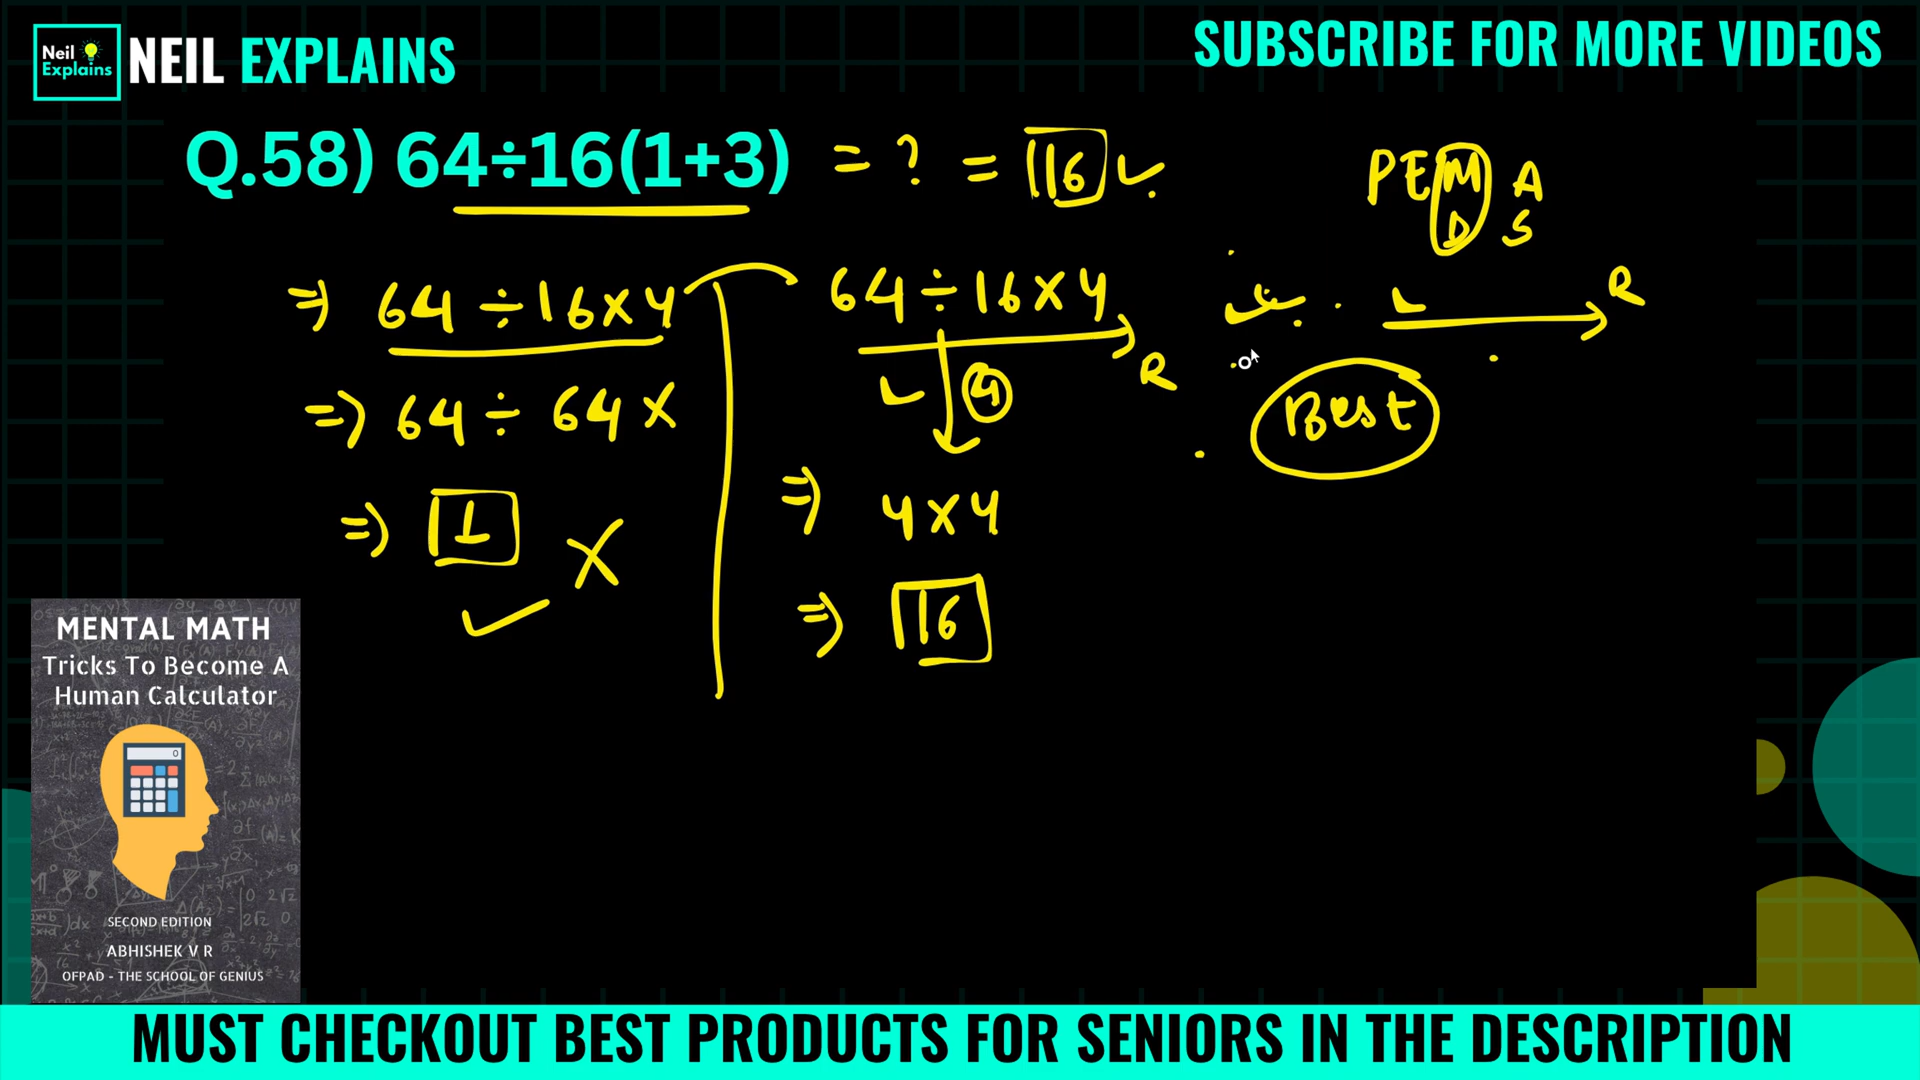 Neil
Explains
NEIL EXPLAINS
SUBSCRIBE FOR MORE VIDEOS
Q.58) 64÷16(1+3) = ? = 16 ✓
PEM A
D S
⇒ 64 ÷ 16 × 4
⇒ 64 ÷ 64 ×
⇒ 1 ×
✓
64 ÷ 16 × 4
R
✓ 4
⇒ 4 × 4
⇒ 16
R
Best
MENTAL MATH
Tricks To Become A
Human Calculator
SECOND EDITION
ABHISHEK V R
OFPAD - THE SCHOOL OF GENIUS
MUST CHECKOUT BEST PRODUCTS FOR SENIORS IN THE DESCRIPTION